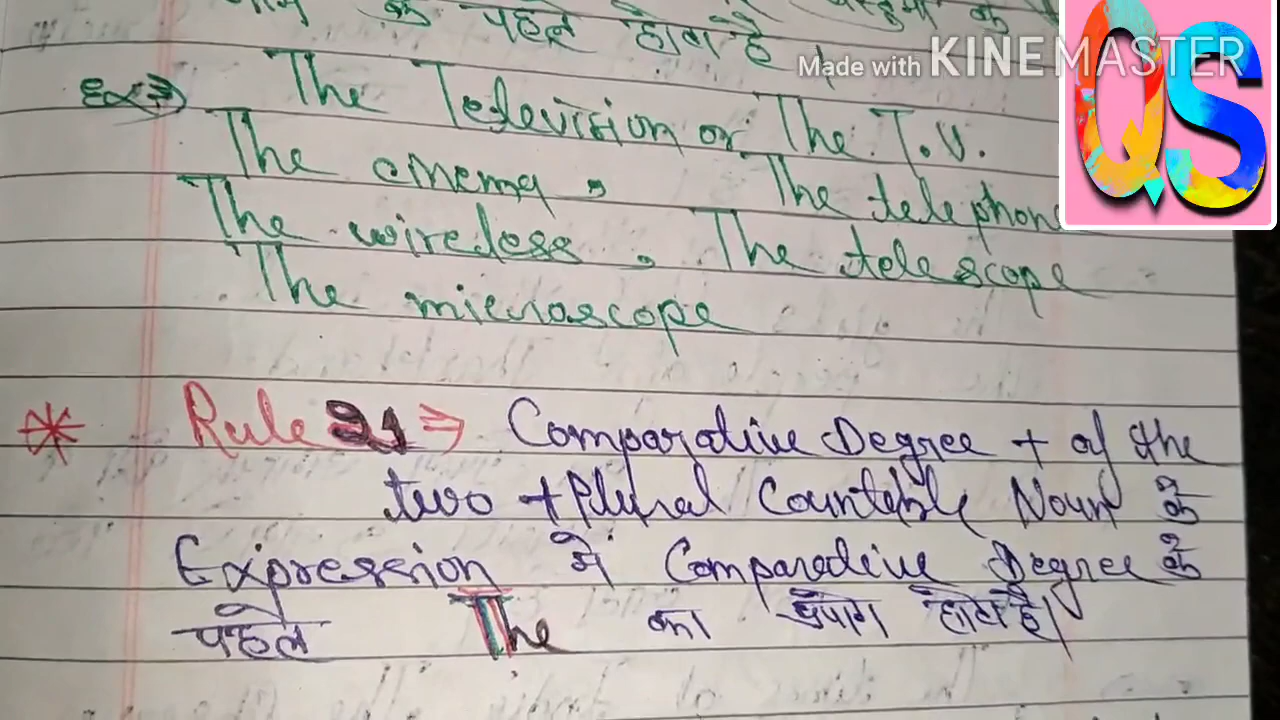 के पहले होता है ।
Made with KINEMASTER
QS
Ex ⇒ The Television or The T.V.
The cinema, The telephone
The wireless, The telescope
The microscope
* Rule 21 ⇒ Comparative Degree + of the
two + Plural Countable Noun के
Expression में Comparative Degree के
पहले The का प्रयोग होता है।